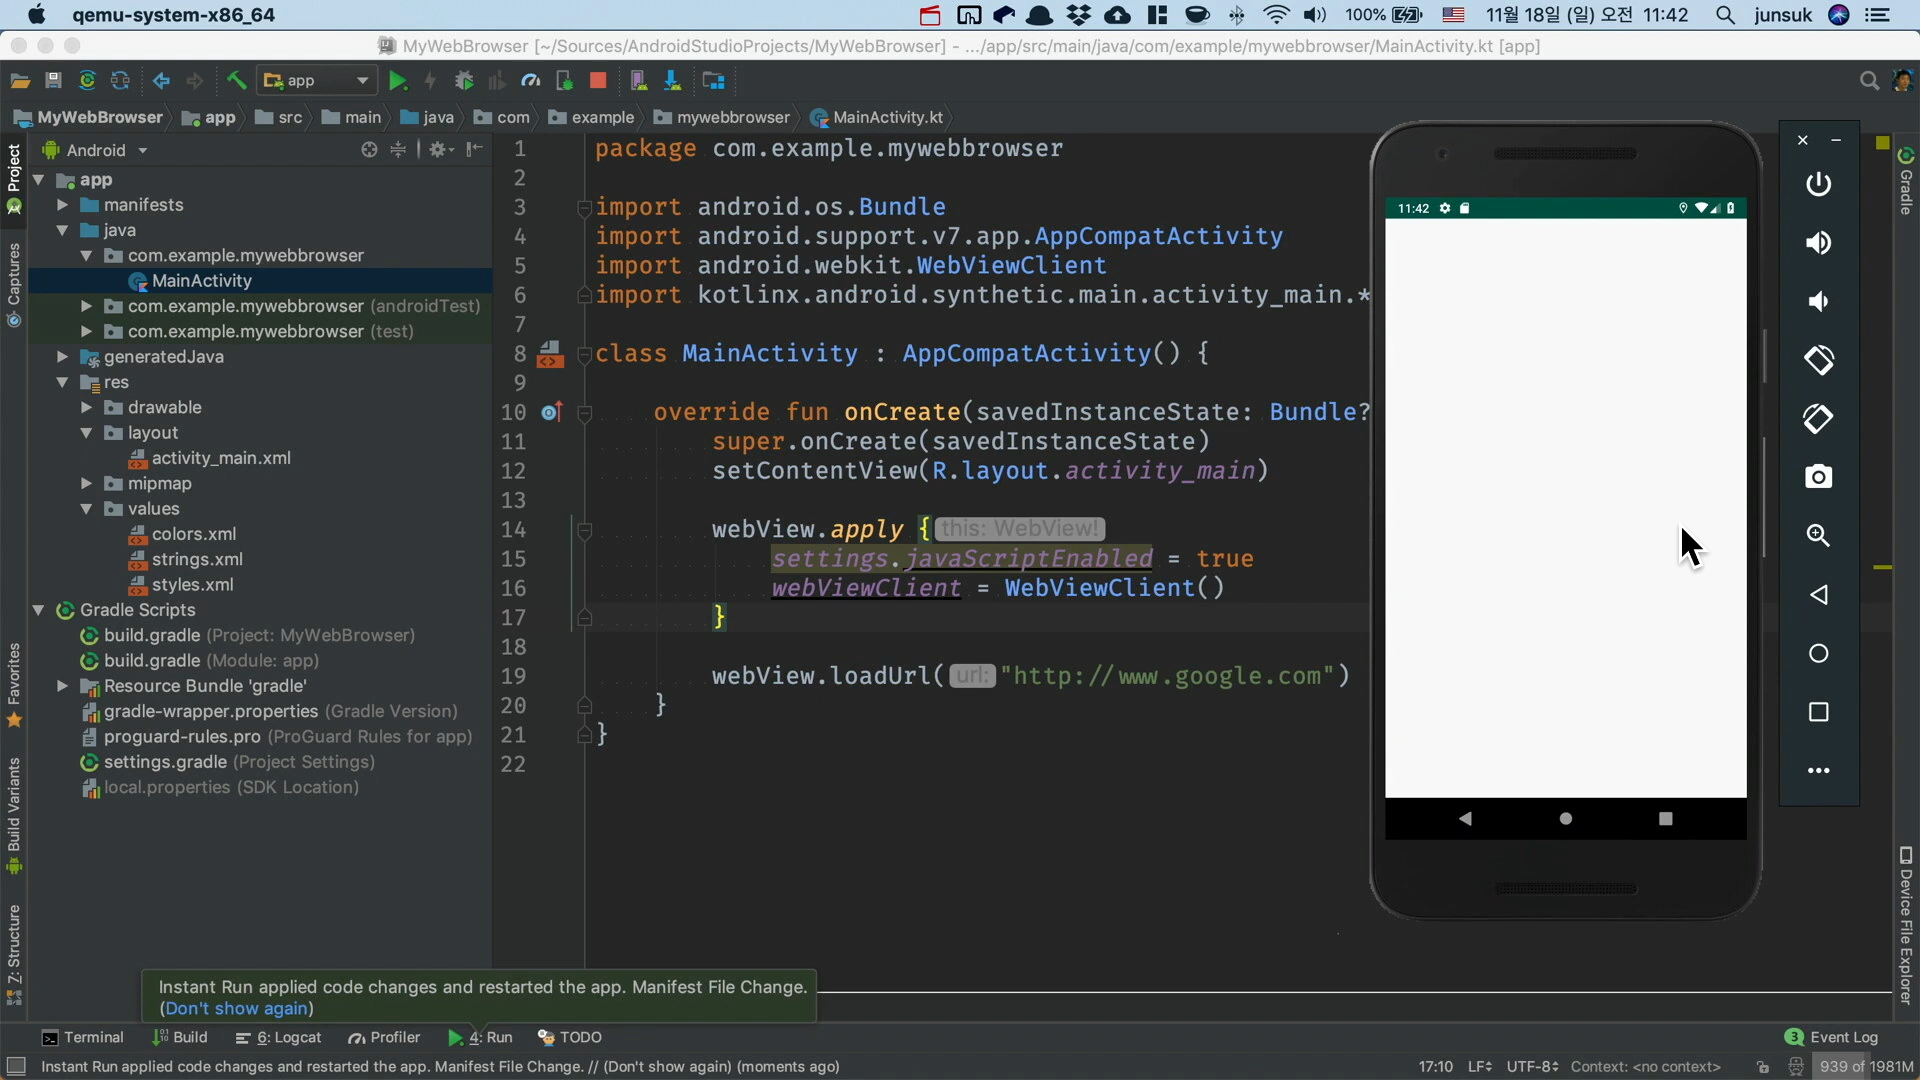 qemu-system-x86_64
100%
11월 18일 (일) 오전 11:42
junsuk
MyWebBrowser [~/Sources/AndroidStudioProjects/MyWebBrowser] - .../app/src/main/java/com/example/mywebbrowser/MainActivity.kt [app]
app
MyWebBrowser
app
src
main
java
com
example
mywebbrowser
MainActivity.kt
Project
Captures
Favorites
Build Variants
Z: Structure
Android
app
manifests
java
com.example.mywebbrowser
MainActivity
com.example.mywebbrowser (androidTest)
com.example.mywebbrowser (test)
generatedJava
res
drawable
layout
activity_main.xml
mipmap
values
colors.xml
strings.xml
styles.xml
Gradle Scripts
build.gradle (Project: MyWebBrowser)
build.gradle (Module: app)
Resource Bundle 'gradle'
gradle-wrapper.properties (Gradle Version)
proguard-rules.pro (ProGuard Rules for app)
settings.gradle (Project Settings)
local.properties (SDK Location)
1 package com.example.mywebbrowser
2
3 import android.os.Bundle
4 import android.support.v7.app.AppCompatActivity
5 import android.webkit.WebViewClient
6 import kotlinx.android.synthetic.main.activity_main.*
7
8 class MainActivity : AppCompatActivity() {
9
10 override fun onCreate(savedInstanceState: Bundle?
11 super.onCreate(savedInstanceState)
12 setContentView(R.layout.activity_main)
13
14 webView.apply { this: WebView!
15 settings.javaScriptEnabled = true
16 webViewClient = WebViewClient()
17 }
18
19 webView.loadUrl( url: "http://www.google.com")
20 }
21 }
22
11:42
Gradle
Device File Explorer
Instant Run applied code changes and restarted the app. Manifest File Change.
(Don't show again)
Terminal
Build
6: Logcat
Profiler
4: Run
TODO
3 Event Log
Instant Run applied code changes and restarted the app. Manifest File Change. // (Don't show again) (moments ago)
17:10
LF
UTF-8
Context: <no context>
939 of 1981M